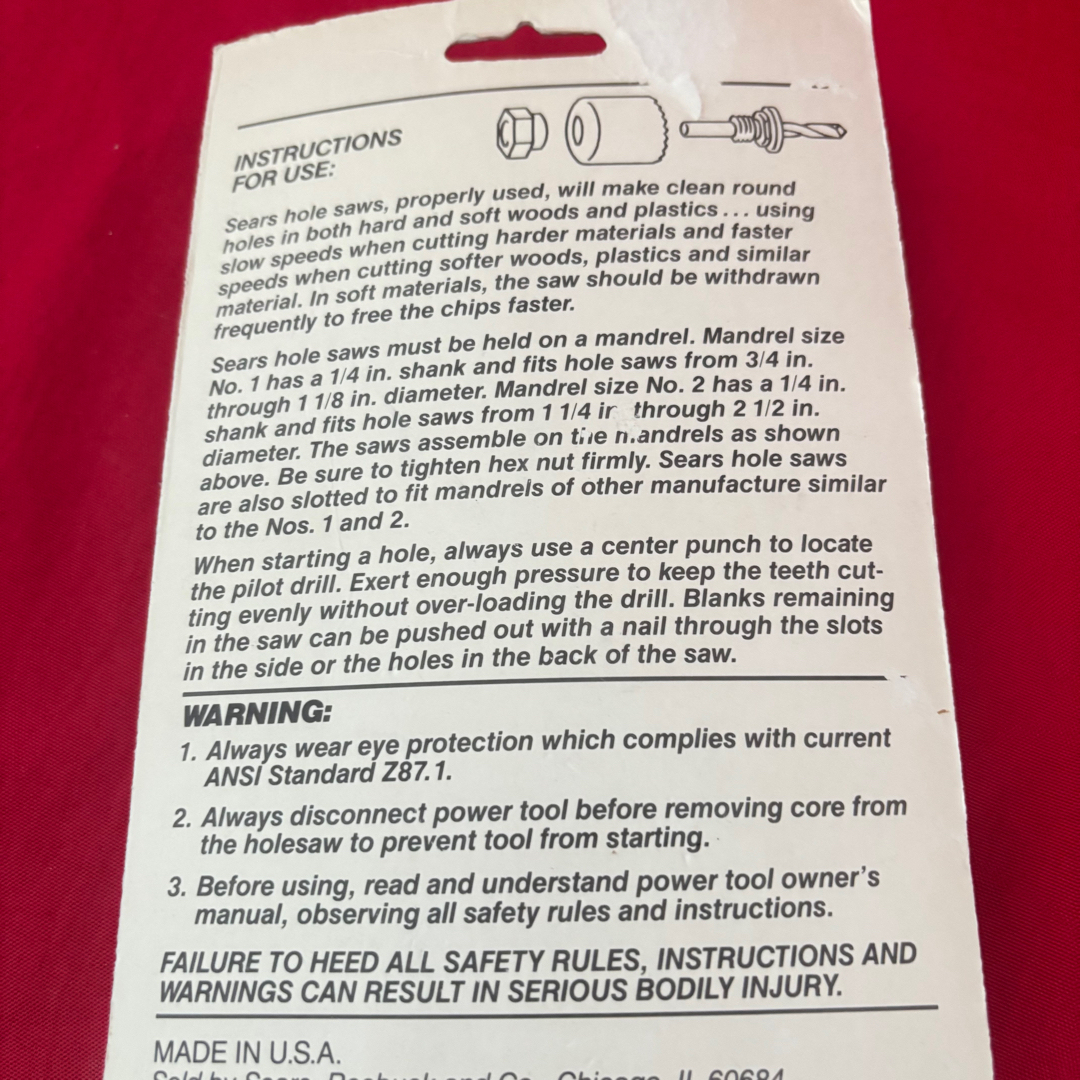 INSTRUCTIONS
FOR USE:
Sears hole saws, properly used, will make clean round
holes in both hard and soft woods and plastics... using
slow speeds when cutting harder materials and faster
speeds when cutting softer woods, plastics and similar
material. In soft materials, the saw should be withdrawn
frequently to free the chips faster.
Sears hole saws must be held on a mandrel. Mandrel size
No. 1 has a 1/4 in. shank and fits hole saws from 3/4 in.
through 1 1/8 in. diameter. Mandrel size No. 2 has a 1/4 in.
shank and fits hole saws from 1 1/4 in through 2 1/2 in.
diameter. The saws assemble on the mandrels as shown
above. Be sure to tighten hex nut firmly. Sears hole saws
are also slotted to fit mandrels of other manufacture similar
to the Nos. 1 and 2.
When starting a hole, always use a center punch to locate
the pilot drill. Exert enough pressure to keep the teeth cut-
ting evenly without over-loading the drill. Blanks remaining
in the saw can be pushed out with a nail through the slots
in the side or the holes in the back of the saw.
WARNING:
1. Always wear eye protection which complies with current
ANSI Standard Z87.1.
2. Always disconnect power tool before removing core from
the holesaw to prevent tool from starting.
3. Before using, read and understand power tool owner's
manual, observing all safety rules and instructions.
FAILURE TO HEED ALL SAFETY RULES, INSTRUCTIONS AND
WARNINGS CAN RESULT IN SERIOUS BODILY INJURY.
MADE IN U.S.A.
Sold by Sears, Roebuck and Co., Chicago, IL 60684